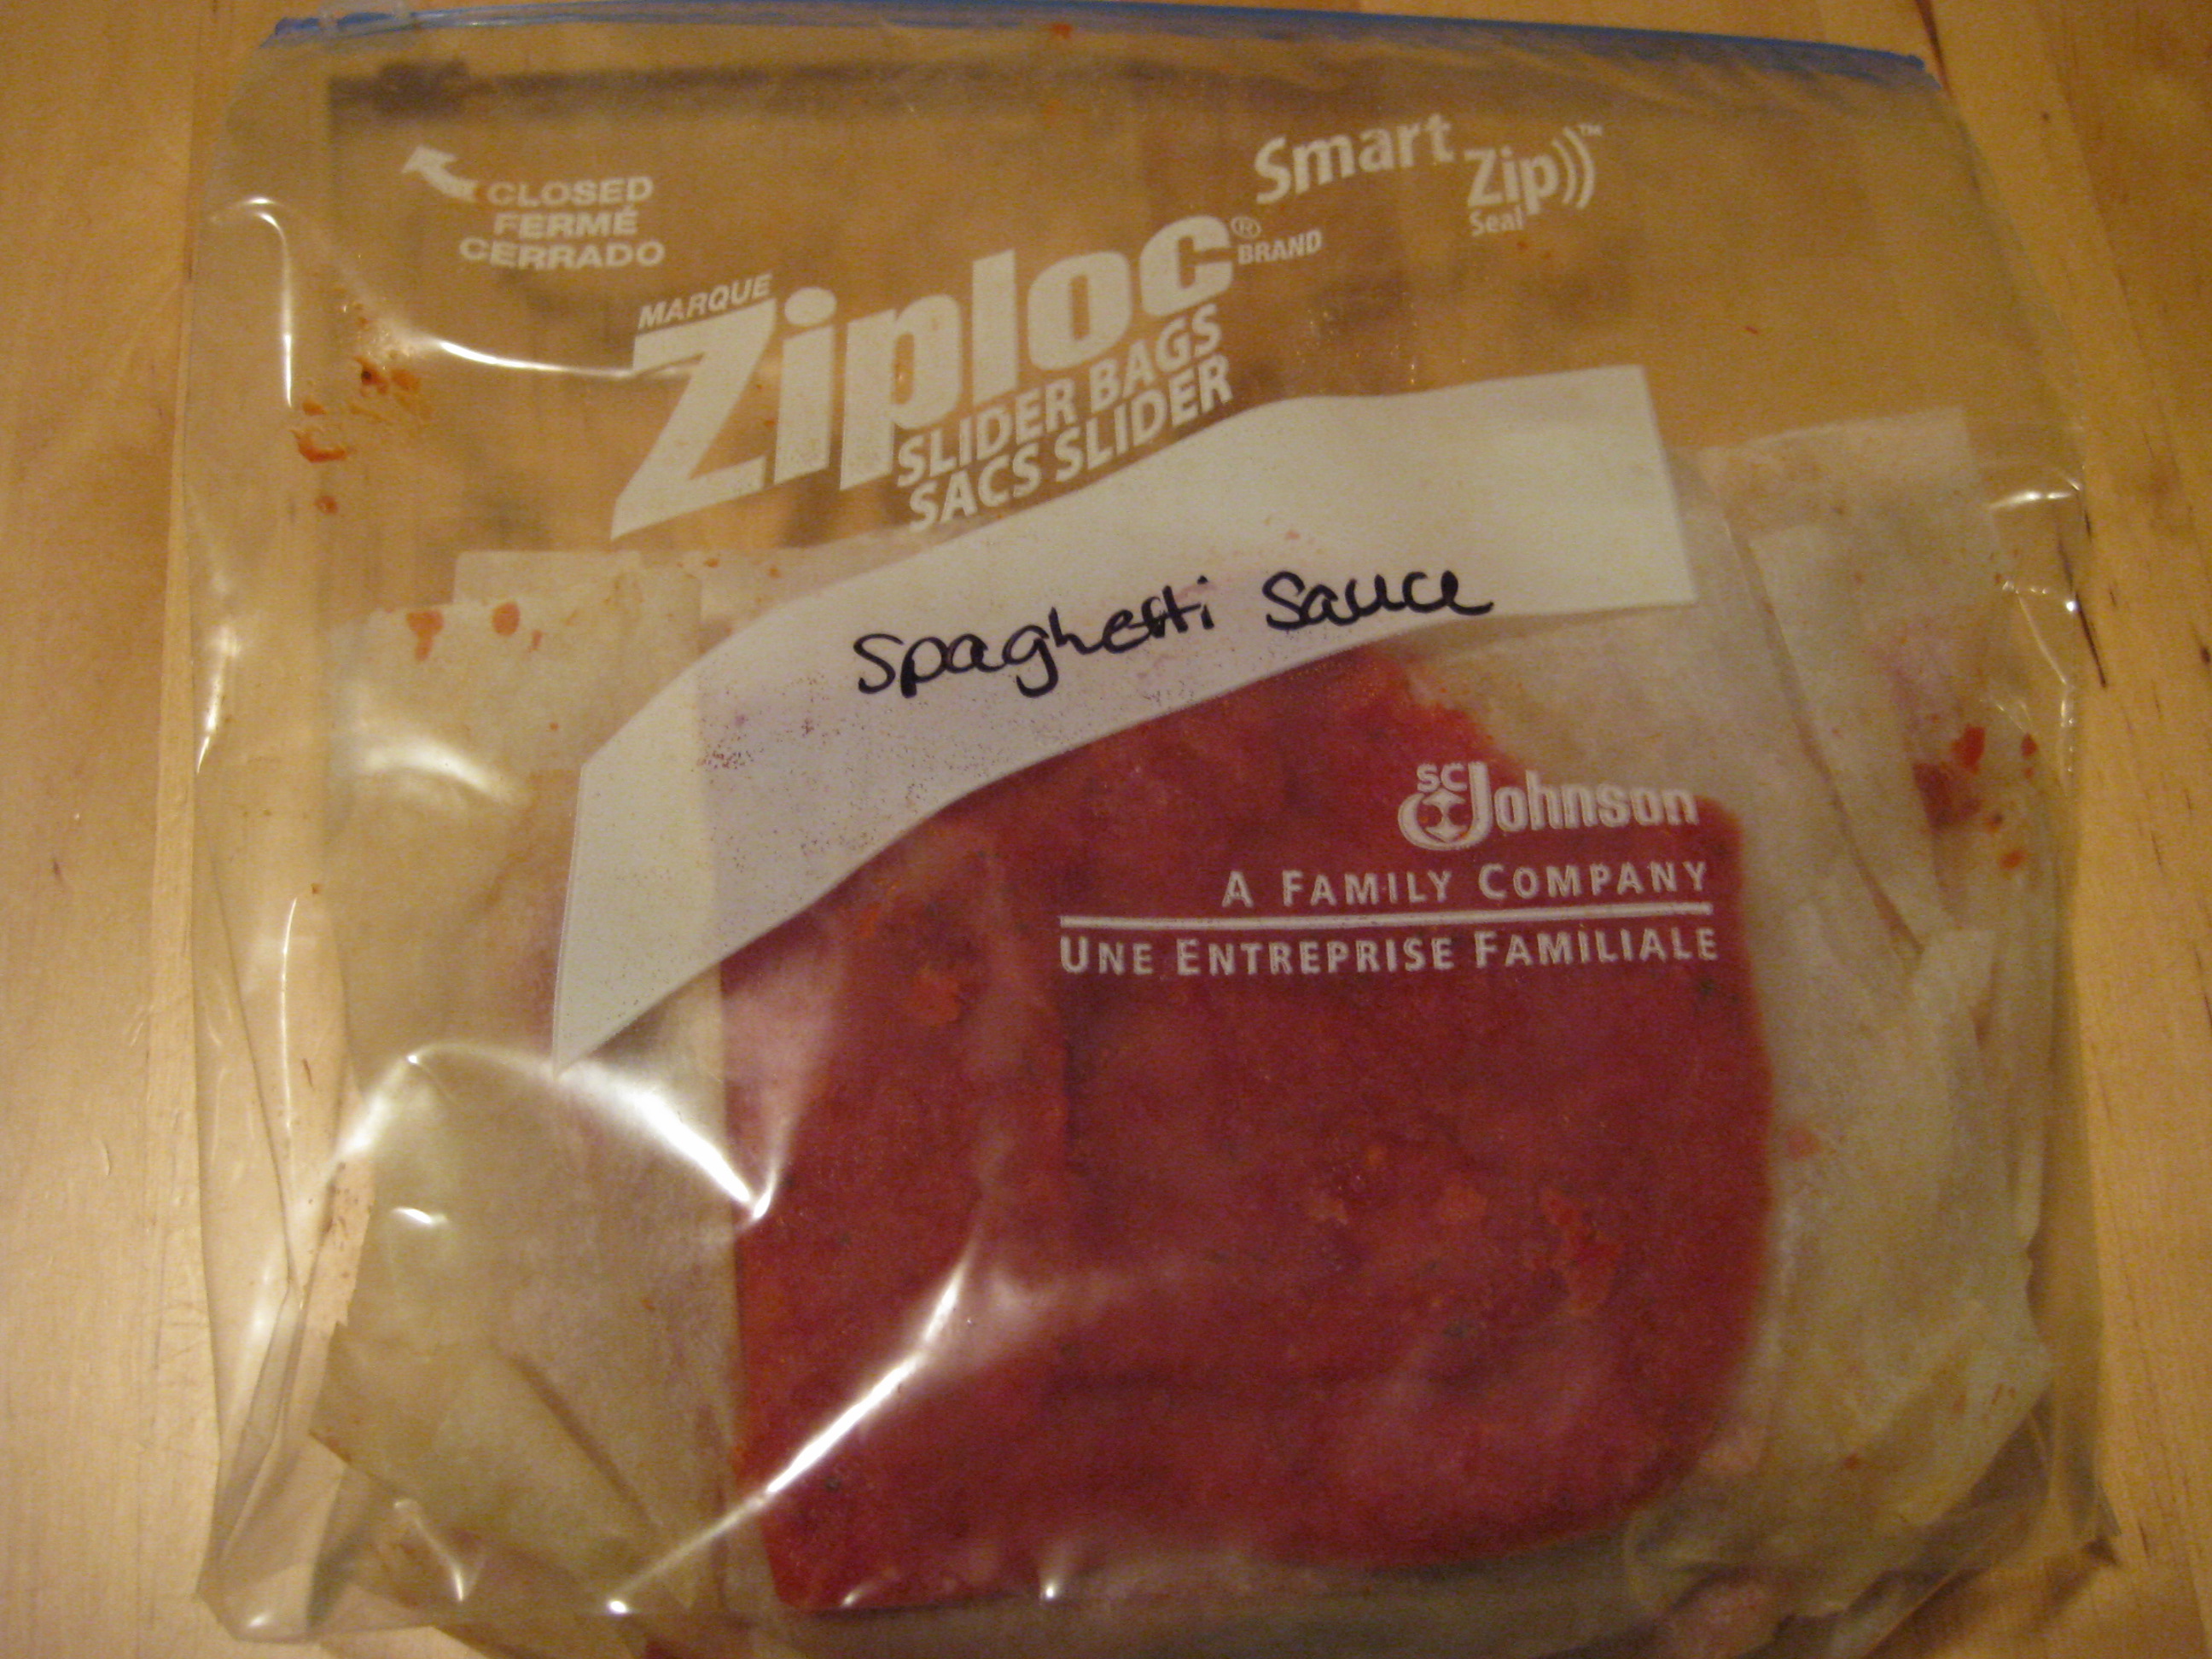 CLOSED
FERMÉ
CERRADO
Smart
Zip)))™
Seal
MARQUE
Ziploc® BRAND
SLIDER BAGS
SACS SLIDER
Spaghetti Sauce
SC Johnson
A FAMILY COMPANY
UNE ENTREPRISE FAMILIALE